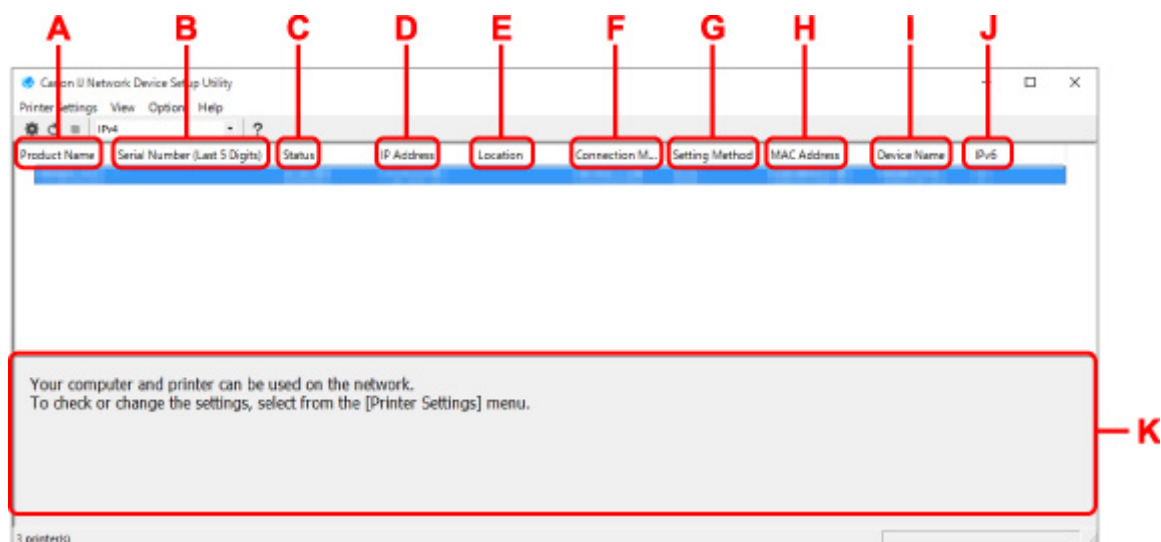 A B C D E F G H I J
Canon IJ Network Device Setup Utility
Printer Settings View Option Help
IPv4 ?
Product Name Serial Number (Last 5 Digits) Status IP Address Location Connection M... Setting Method MAC Address Device Name IPv6
Your computer and printer can be used on the network.
To check or change the settings, select from the [Printer Settings] menu.
K
3 printer(s)